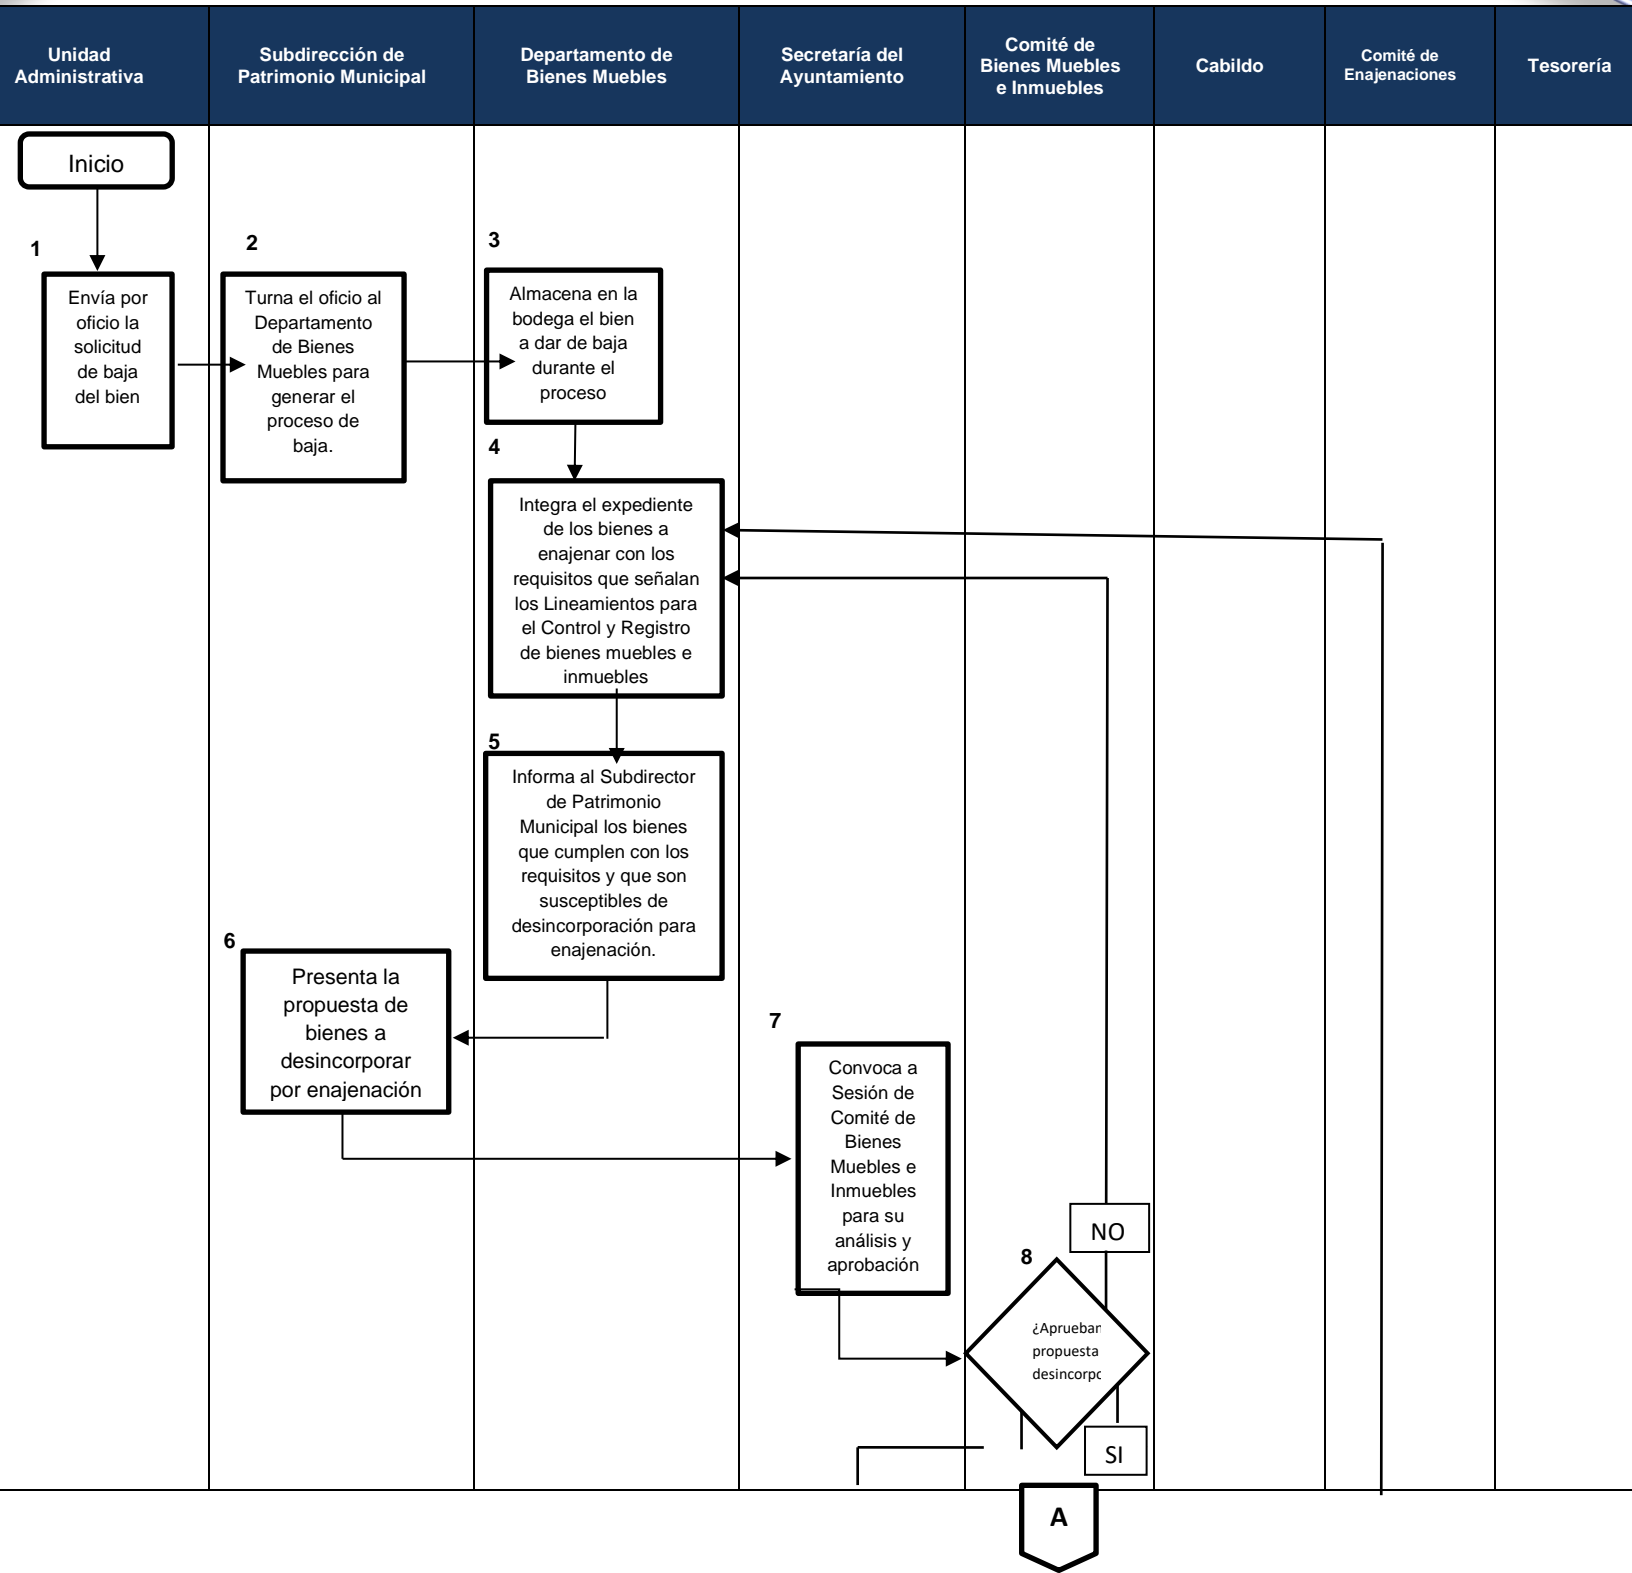 Unidad
Administrativa
Subdirección de
Patrimonio Municipal
Departamento de
Bienes Muebles
Secretaría del
Ayuntamiento
Comité de
Bienes Muebles
e Inmuebles
Cabildo
Comité de
Enajenaciones
Tesorería
Inicio
1
Envía por
oficio la
solicitud
de baja
del bien
2
Turna el oficio al
Departamento
de Bienes
Muebles para
generar el
proceso de
baja.
3
Almacena en la
bodega el bien
a dar de baja
durante el
proceso
4
Integra el expediente
de los bienes a
enajenar con los
requisitos que señalan
los Lineamientos para
el Control y Registro
de bienes muebles e
inmuebles
5
Informa al Subdirector
de Patrimonio
Municipal los bienes
que cumplen con los
requisitos y que son
susceptibles de
desincorporación para
enajenación.
6
Presenta la
propuesta de
bienes a
desincorporar
por enajenación
7
Convoca a
Sesión de
Comité de
Bienes
Muebles e
Inmuebles
para su
análisis y
aprobación
NO
8
¿Aprueban
propuesta
desincorpo
SI
A